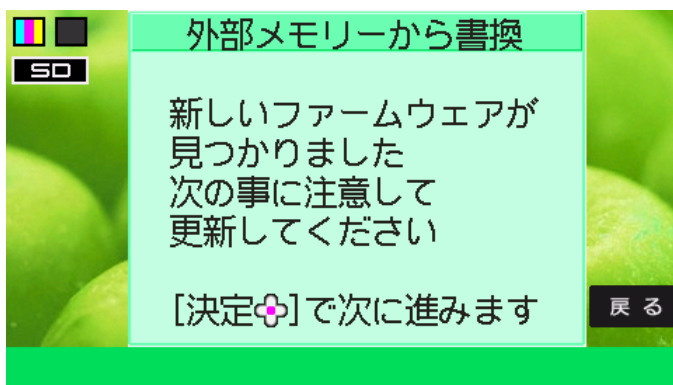 外部メモリーから書換
SD
新しいファームウェアが
見つかりました
次の事に注意して
更新してください
[決定✜]で次に進みます
戻る